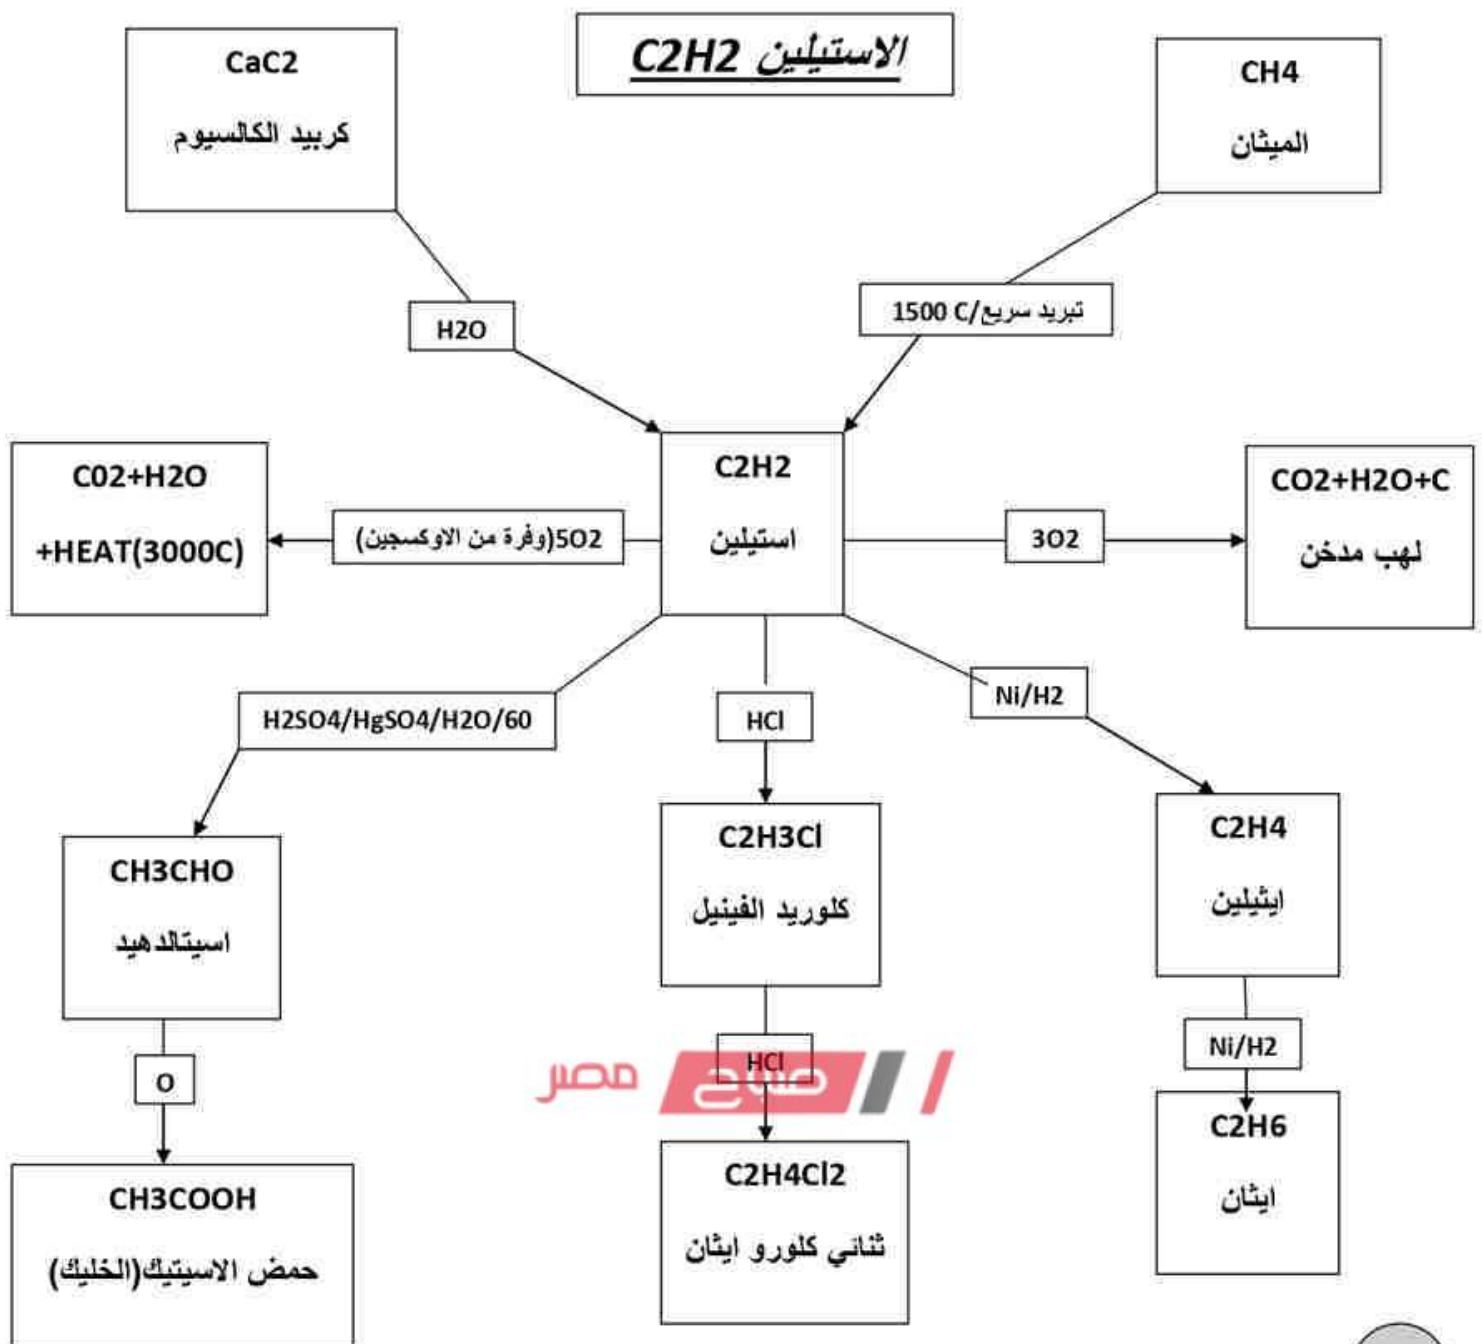 الاستيلين C2H2
CaC2
كربيد الكالسيوم
CH4
الميثان
H2O
تبريد سريع/1500 C
C02+H2O
+HEAT(3000C)
5O2(وفرة من الاوكسجين)
C2H2
استيلين
3O2
CO2+H2O+C
لهب مدخن
H2SO4/HgSO4/H2O/60
HCl
Ni/H2
CH3CHO
اسيتالدهيد
C2H3Cl
كلوريد الفينيل
C2H4
ايثيلين
O
HCl
Ni/H2
صباح مصر
CH3COOH
حمض الاسيتيك(الخليك)
C2H4Cl2
ثنائي كلورو ايثان
C2H6
ايثان